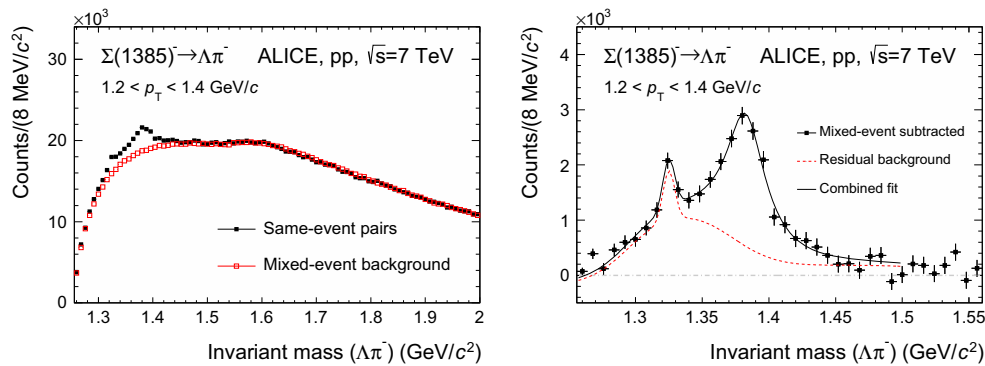 ×10³
Counts/(8 MeV/c²)
40
30
20
10
0
Σ(1385)⁻→Λπ⁻ ALICE, pp, √s=7 TeV
1.2 < p_T < 1.4 GeV/c
Same-event pairs
Mixed-event background
1.3 1.4 1.5 1.6 1.7 1.8 1.9 2
Invariant mass (Λπ⁻) (GeV/c²)
×10³
Counts/(8 MeV/c²)
4
3
2
1
0
Σ(1385)⁻→Λπ⁻ ALICE, pp, √s=7 TeV
1.2 < p_T < 1.4 GeV/c
Mixed-event subtracted
Residual background
Combined fit
1.3 1.35 1.4 1.45 1.5 1.55
Invariant mass (Λπ⁻) (GeV/c²)